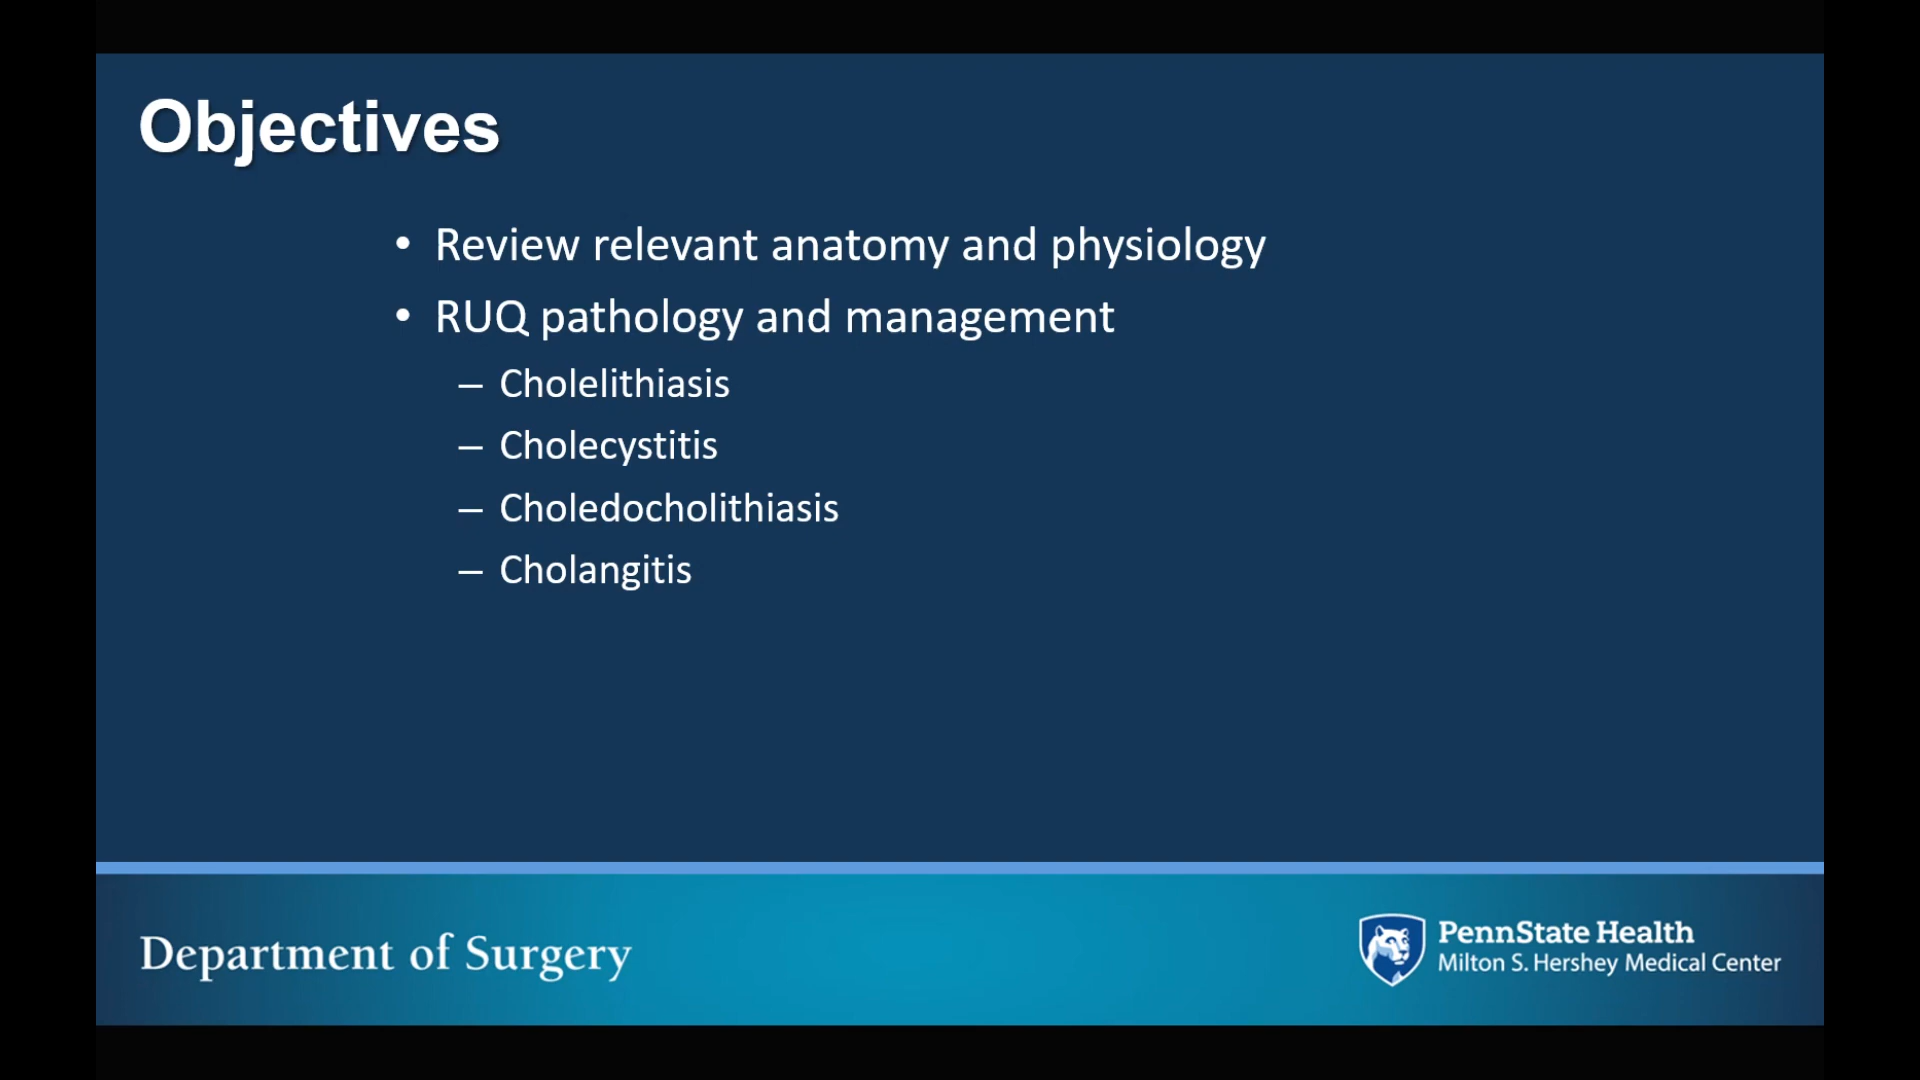 Objectives
• Review relevant anatomy and physiology
• RUQ pathology and management
– Cholelithiasis
– Cholecystitis
– Choledocholithiasis
– Cholangitis
Department of Surgery
PennState Health
Milton S. Hershey Medical Center